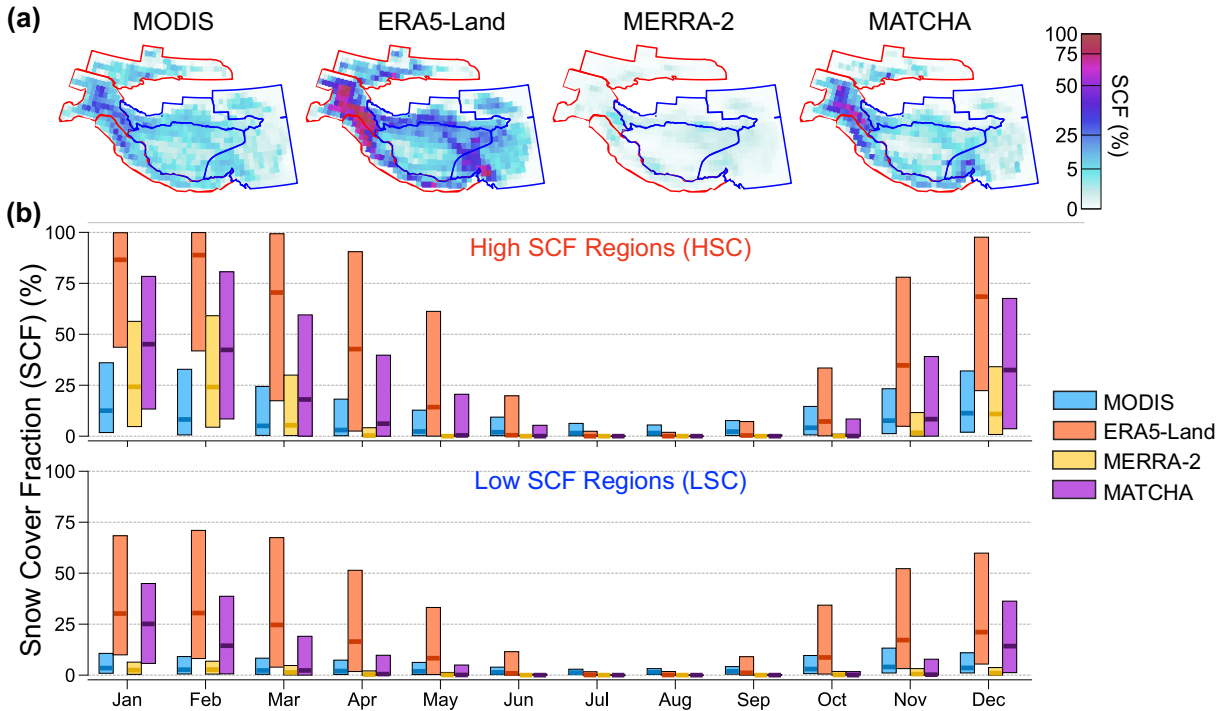 (a)
MODIS ERA5-Land MERRA-2 MATCHA
100
75
50
25
5
0
SCF (%)
(b)
Snow Cover Fraction (SCF) (%)
High SCF Regions (HSC)
100
75
50
25
0
Low SCF Regions (LSC)
100
75
50
25
0
Jan Feb Mar Apr May Jun Jul Aug Sep Oct Nov Dec
MODIS
ERA5-Land
MERRA-2
MATCHA